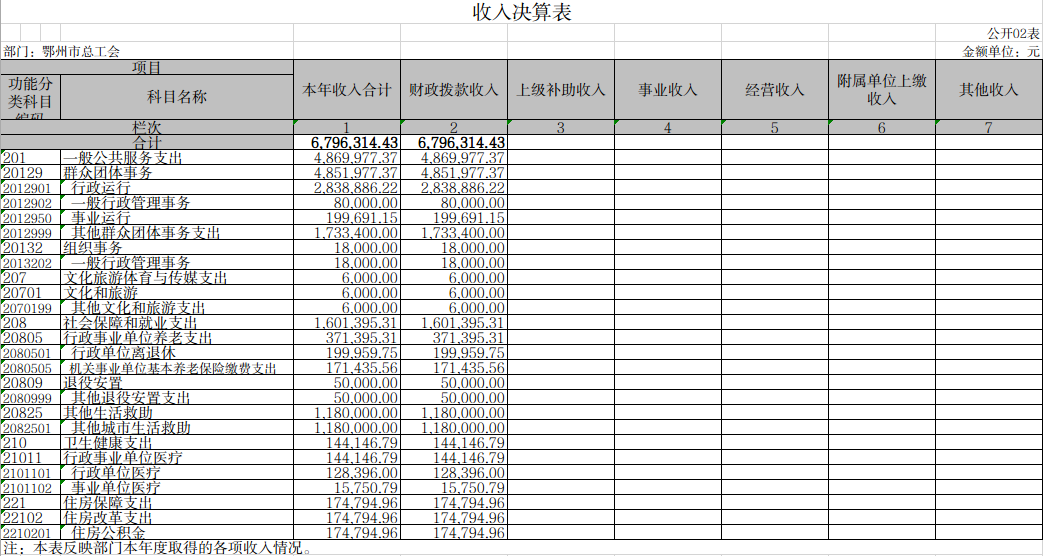 收入决算表
公开02表
部门：鄂州市总工会 金额单位：元
项目 本年收入合计 财政拨款收入 上级补助收入 事业收入 经营收入 附属单位上缴收入 其他收入
功能分类科目编码 科目名称
栏次 1 2 3 4 5 6 7
合计 6,796,314.43 6,796,314.43
201 一般公共服务支出 4,869,977.37 4,869,977.37
20129 群众团体事务 4,851,977.37 4,851,977.37
2012901 行政运行 2,838,886.22 2,838,886.22
2012902 一般行政管理事务 80,000.00 80,000.00
2012950 事业运行 199,691.15 199,691.15
2012999 其他群众团体事务支出 1,733,400.00 1,733,400.00
20132 组织事务 18,000.00 18,000.00
2013202 一般行政管理事务 18,000.00 18,000.00
207 文化旅游体育与传媒支出 6,000.00 6,000.00
20701 文化和旅游 6,000.00 6,000.00
2070199 其他文化和旅游支出 6,000.00 6,000.00
208 社会保障和就业支出 1,601,395.31 1,601,395.31
20805 行政事业单位养老支出 371,395.31 371,395.31
2080501 行政单位离退休 199,959.75 199,959.75
2080505 机关事业单位基本养老保险缴费支出 171,435.56 171,435.56
20809 退役安置 50,000.00 50,000.00
2080999 其他退役安置支出 50,000.00 50,000.00
20825 其他生活救助 1,180,000.00 1,180,000.00
2082501 其他城市生活救助 1,180,000.00 1,180,000.00
210 卫生健康支出 144,146.79 144,146.79
21011 行政事业单位医疗 144,146.79 144,146.79
2101101 行政单位医疗 128,396.00 128,396.00
2101102 事业单位医疗 15,750.79 15,750.79
221 住房保障支出 174,794.96 174,794.96
22102 住房改革支出 174,794.96 174,794.96
2210201 住房公积金 174,794.96 174,794.96
注：本表反映部门本年度取得的各项收入情况。